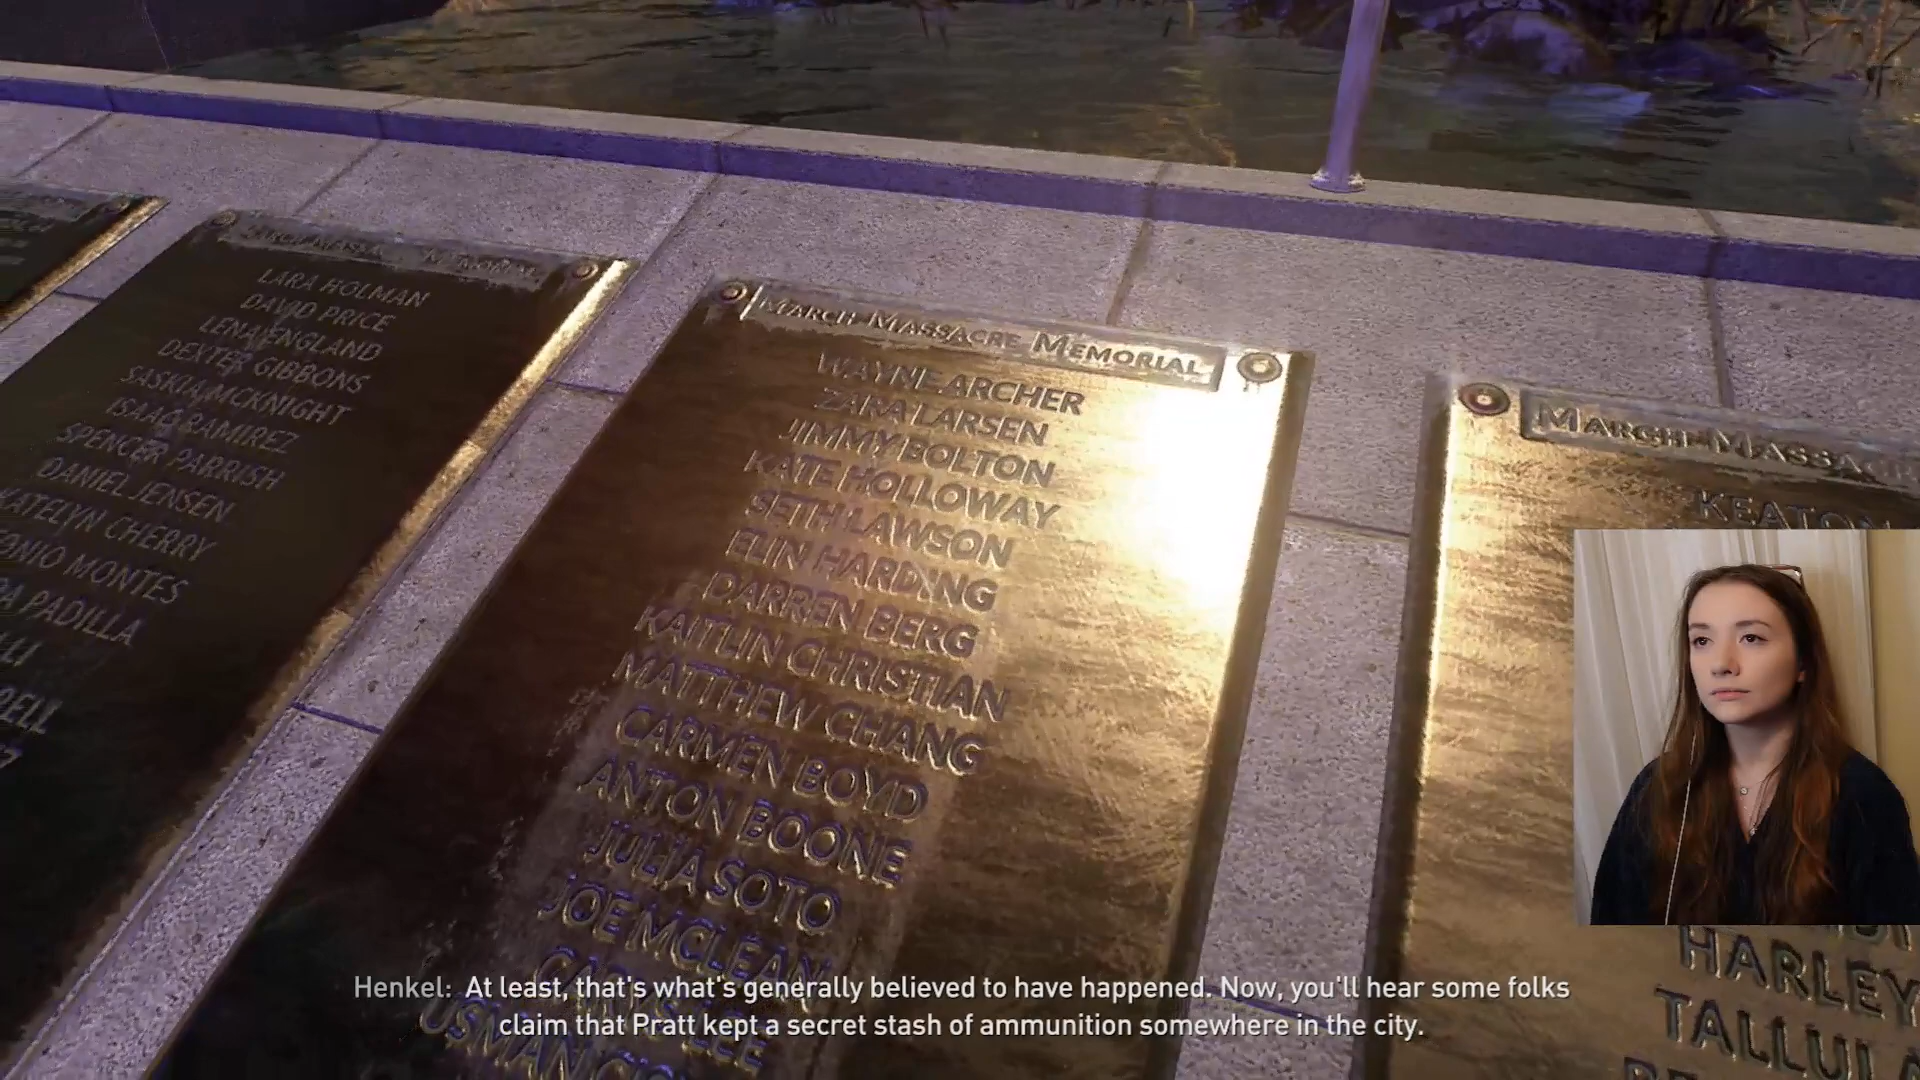 LARA HOLMAN
DAVID PRICE
LENA ENGLAND
DEXTER GIBBONS
SASKIA MCKNIGHT
ISAAC RAMIREZ
SPENCER PARRISH
DANIEL JENSEN
CHERRY
MONTES
PADILLA
MARCH MASSACRE MEMORIAL
WAYNE ARCHER
ZARA LARSEN
JIMMY BOLTON
KATE HOLLOWAY
SETH LAWSON
ELIN HARDING
DARREN BERG
KAITLIN CHRISTIAN
MATTHEW CHANG
CARMEN BOYD
ANTON BOONE
JULIA SOTO
JOE MCLEAN
LEE
USMAN
MARCH MASSAC
KEATON
HARLEY
TALLULA
Henkel: At least, that's what's generally believed to have happened. Now, you'll hear some folks
claim that Pratt kept a secret stash of ammunition somewhere in the city.